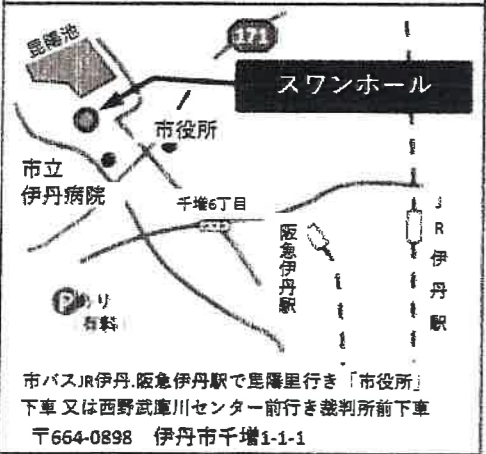 昆陽池
171
スワンホール
市役所
市立
伊丹病院
千増6丁目
阪急伊丹駅
JR伊丹駅
Pあり
有料
市バスJR伊丹.阪急伊丹駅で昆陽里行き「市役所」
下車 又は西野武庫川センター前行き裁判所前下車
〒664-0898 伊丹市千増1-1-1